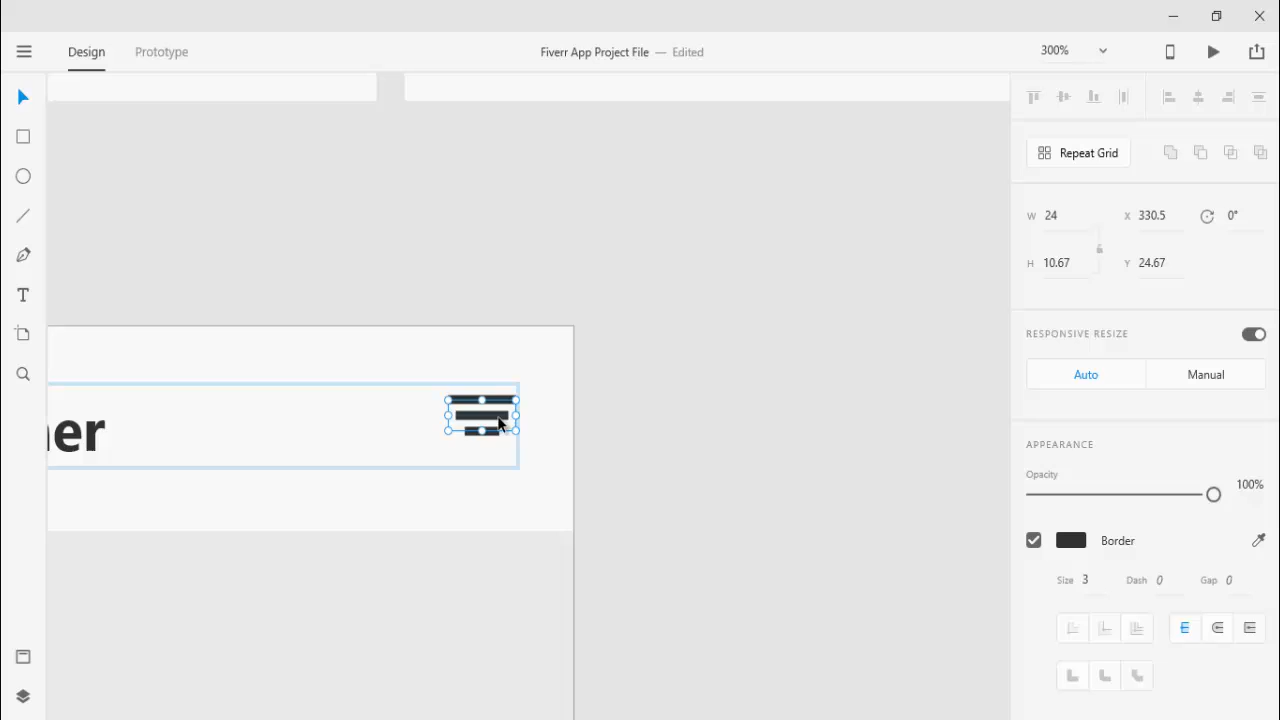 Design Prototype Fiverr App Project File — Edited 300%
Repeat Grid
W 24 X 330.5 0°
H 10.67 Y 24.67
RESPONSIVE RESIZE
Auto Manual
APPEARANCE
Opacity
100%
Border
Size 3 Dash 0 Gap 0
er